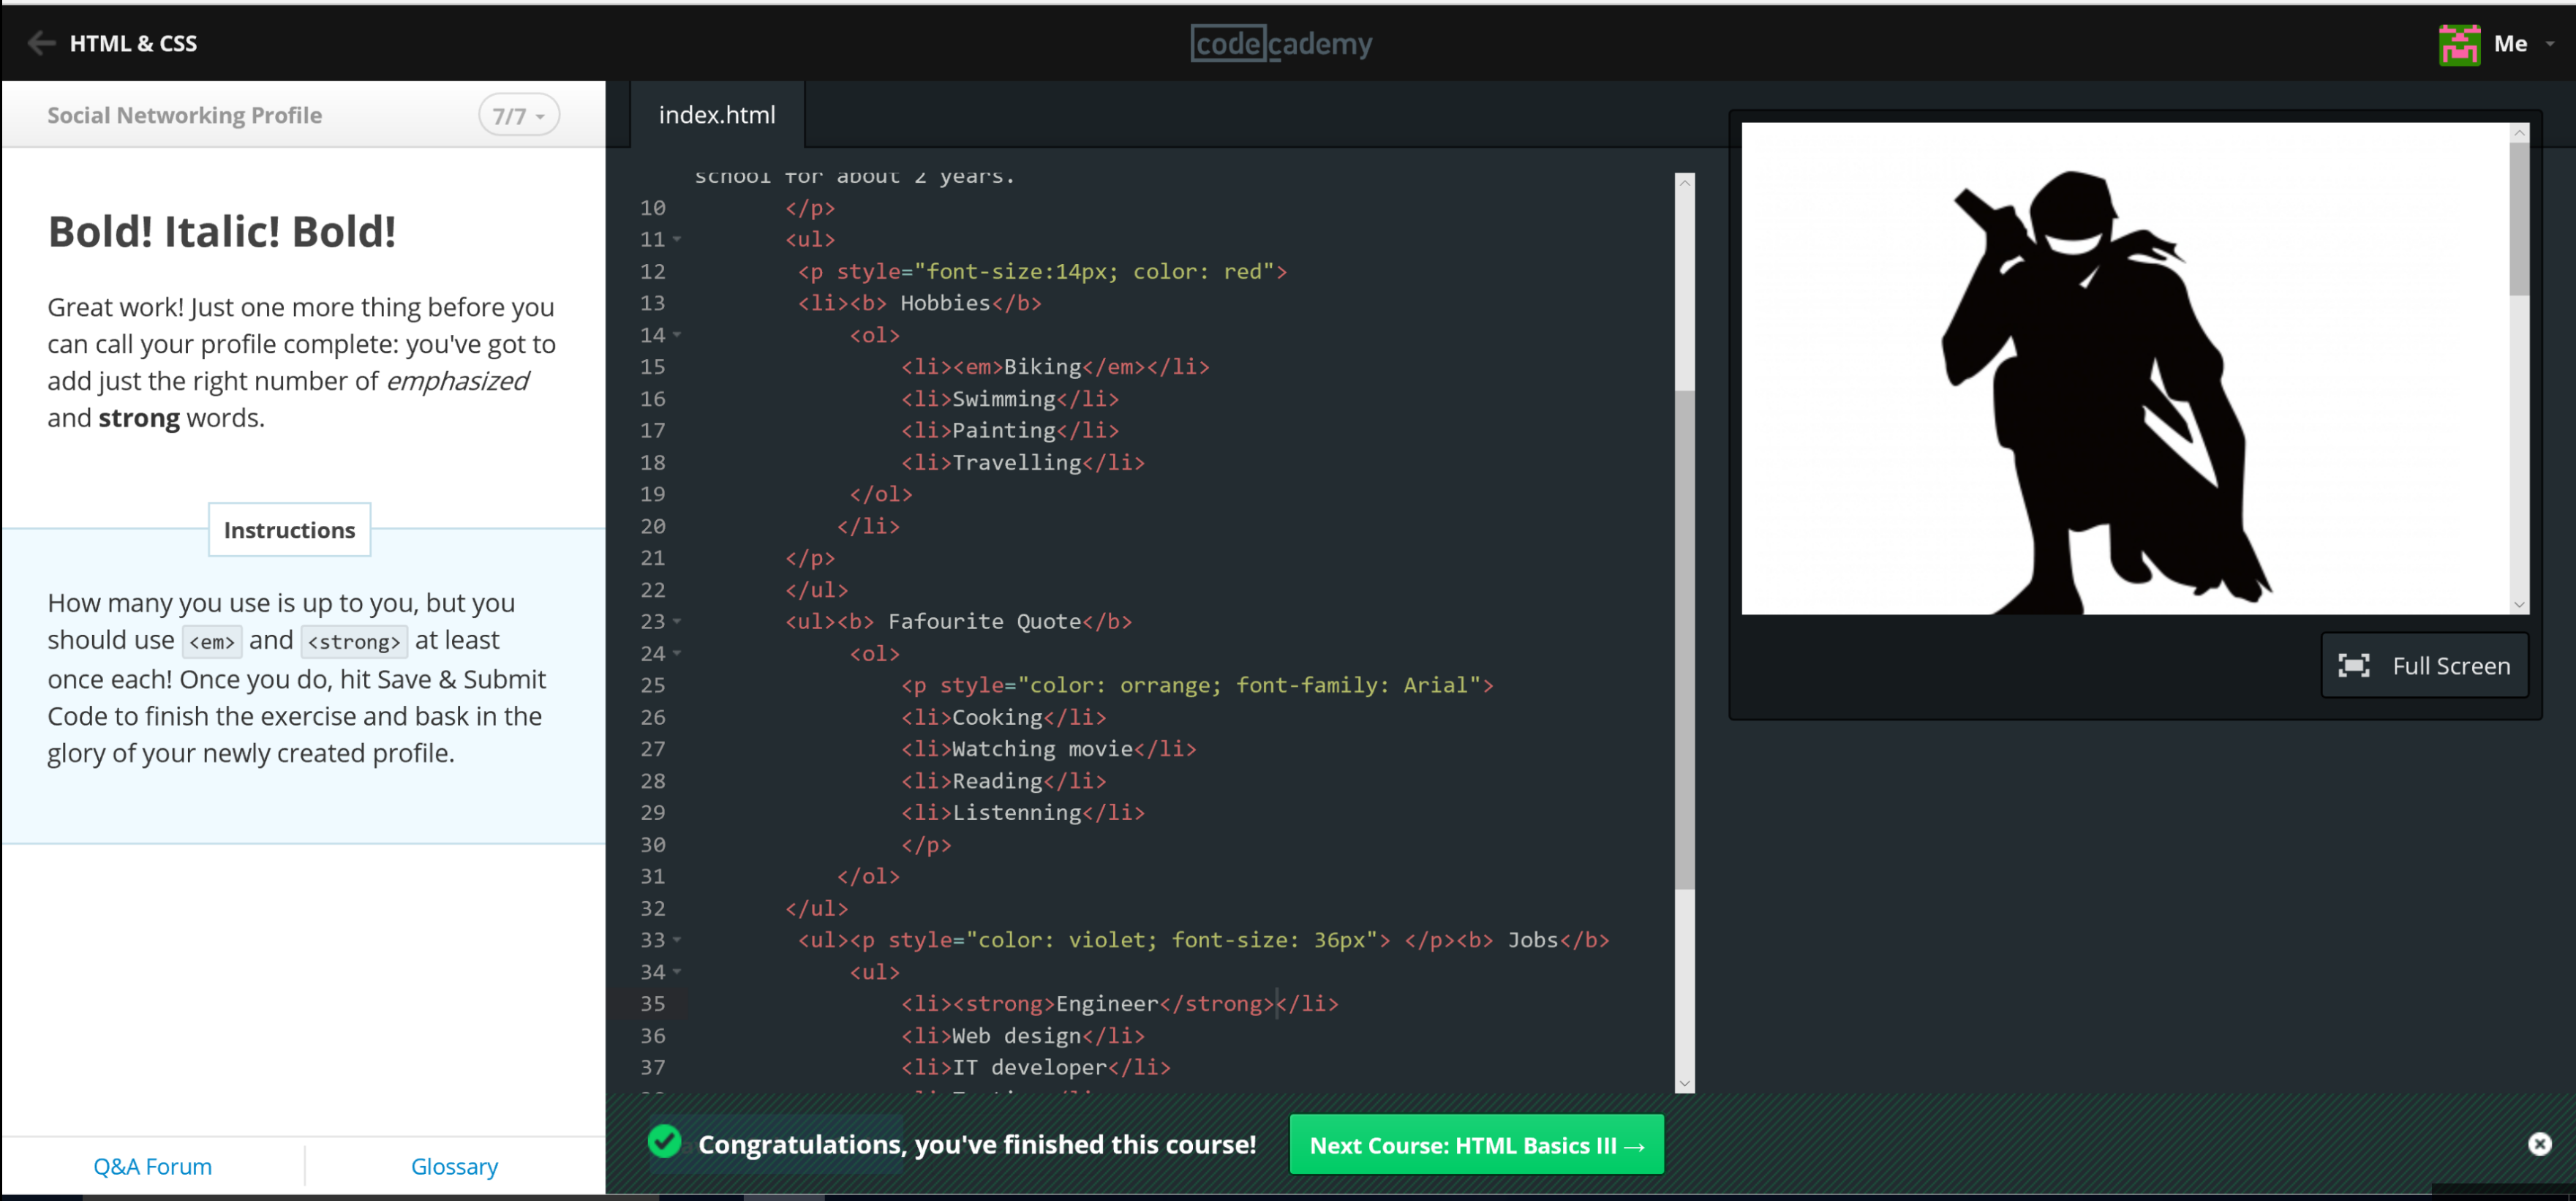 HTML & CSS
codecademy
Me
Social Networking Profile
7/7
Bold! Italic! Bold!
Great work! Just one more thing before you
can call your profile complete: you've got to
add just the right number of emphasized
and strong words.
Instructions
How many you use is up to you, but you
should use <em> and <strong> at least
once each! Once you do, hit Save & Submit
Code to finish the exercise and bask in the
glory of your newly created profile.
Q&A Forum
Glossary
index.html
school for about 2 years.
10 </p>
11 <ul>
12 <p style="font-size:14px; color: red">
13 <li><b> Hobbies</b>
14 <ol>
15 <li><em>Biking</em></li>
16 <li>Swimming</li>
17 <li>Painting</li>
18 <li>Travelling</li>
19 </ol>
20 </li>
21 </p>
22 </ul>
23 <ul><b> Fafourite Quote</b>
24 <ol>
25 <p style="color: orrange; font-family: Arial">
26 <li>Cooking</li>
27 <li>Watching movie</li>
28 <li>Reading</li>
29 <li>Listenning</li>
30 </p>
31 </ol>
32 </ul>
33 <ul><p style="color: violet; font-size: 36px"> </p><b> Jobs</b>
34 <ul>
35 <li><strong>Engineer</strong></li>
36 <li>Web design</li>
37 <li>IT developer</li>
Full Screen
Congratulations, you've finished this course!
Next Course: HTML Basics III →